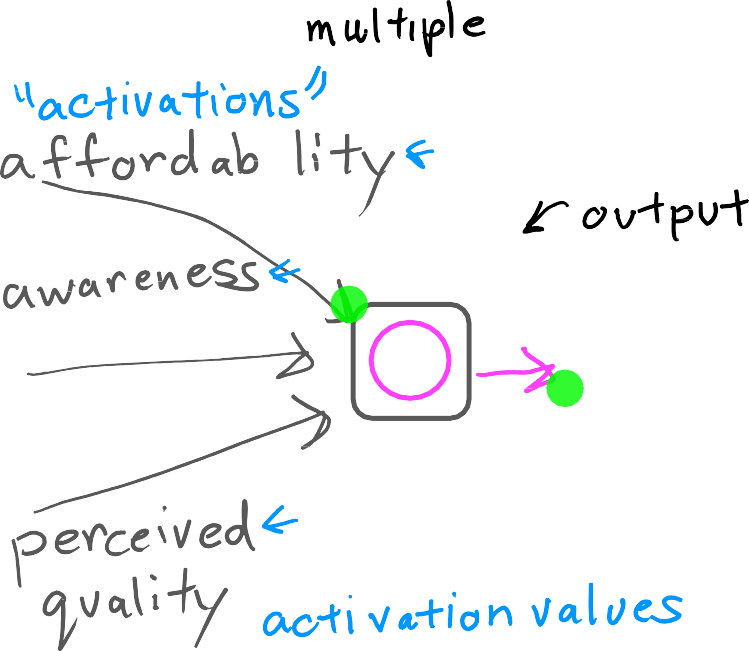 multiple
"activations"
affordab lity
output
awareness
perceived
quality
activation values